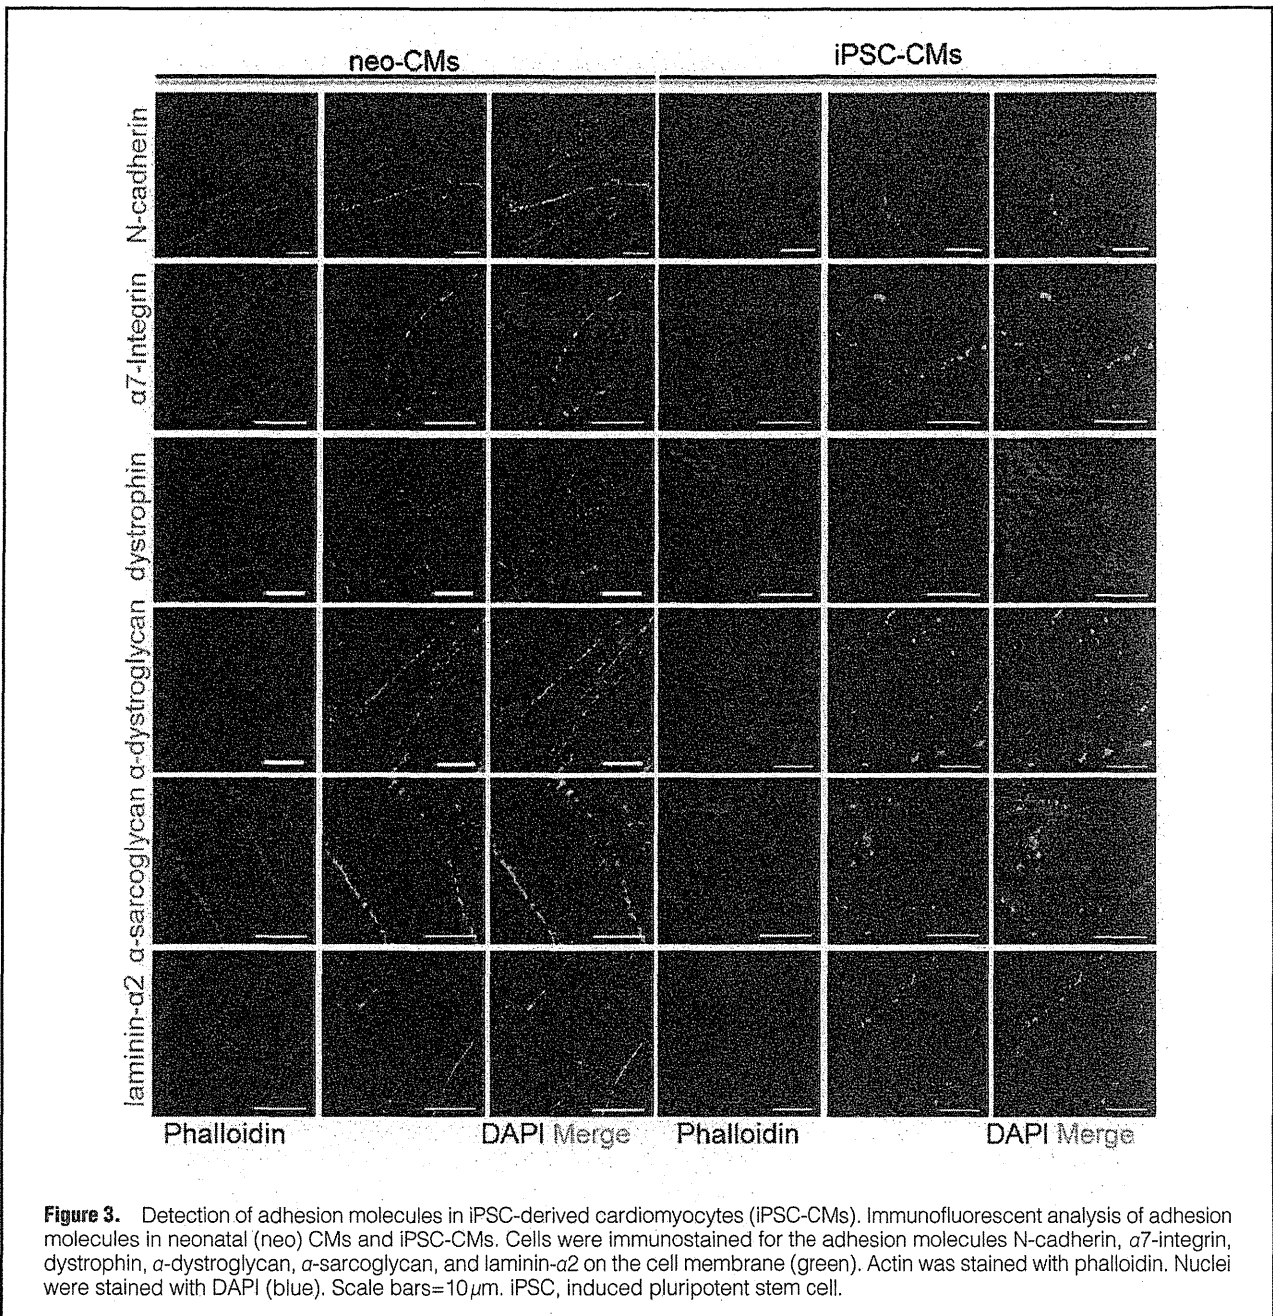 neo-CMs iPSC-CMs
N-cadherin
α7-Integrin
dystrophin
α-dystroglycan
α-sarcoglycan
laminin-α2
Phalloidin DAPI Merge Phalloidin DAPI Merge
Figure 3. Detection of adhesion molecules in iPSC-derived cardiomyocytes (iPSC-CMs). Immunofluorescent analysis of adhesion
molecules in neonatal (neo) CMs and iPSC-CMs. Cells were immunostained for the adhesion molecules N-cadherin, α7-integrin,
dystrophin, α-dystroglycan, α-sarcoglycan, and laminin-α2 on the cell membrane (green). Actin was stained with phalloidin. Nuclei
were stained with DAPI (blue). Scale bars=10μm. iPSC, induced pluripotent stem cell.